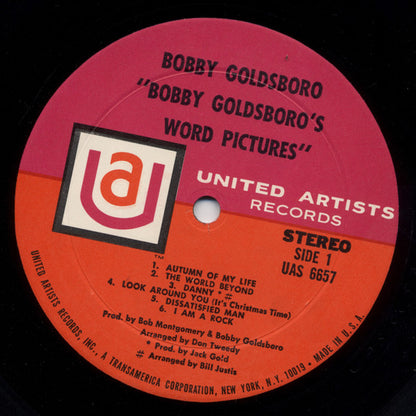 BOBBY GOLDSBORO
"BOBBY GOLDSBORO'S
WORD PICTURES"
ua
UNITED ARTISTS
RECORDS
TM
STEREO
SIDE 1
UAS 6657
1. AUTUMN OF MY LIFE
2. THE WORLD BEYOND
3. DANNY * #
4. LOOK AROUND YOU (It's Christmas Time)
5. DISSATISFIED MAN
6. I AM A ROCK
Prod. by Bob Montgomery & Bobby Goldsboro
Arranged by Don Tweedy
* Prod. by Jack Gold
# Arranged by Bill Justis
UNITED ARTISTS RECORDS, INC., A TRANSAMERICA CORPORATION, NEW YORK, N.Y. 10019 • MADE IN U.S.A.